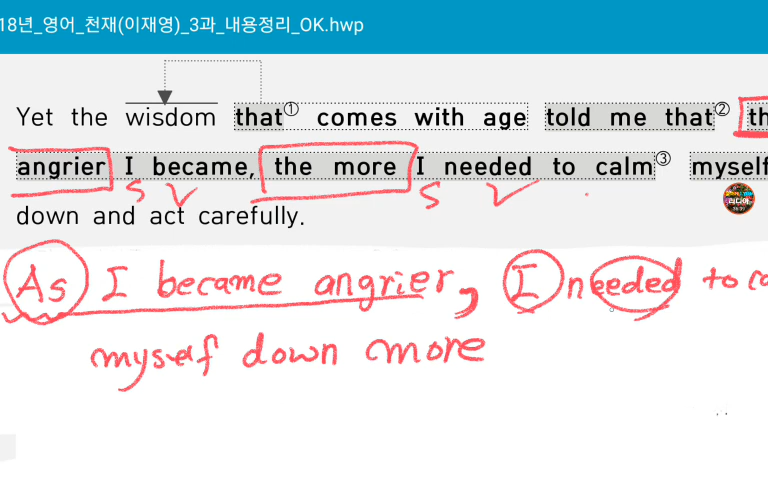 18년_영어_천재(이재영)_3과_내용정리_OK.hwp
Yet the wisdom that① comes with age told me that② th
angrier I became, the more I needed to calm③ myself
S V S V
down and act carefully.
As I became angrier, I needed to ca
myself down more